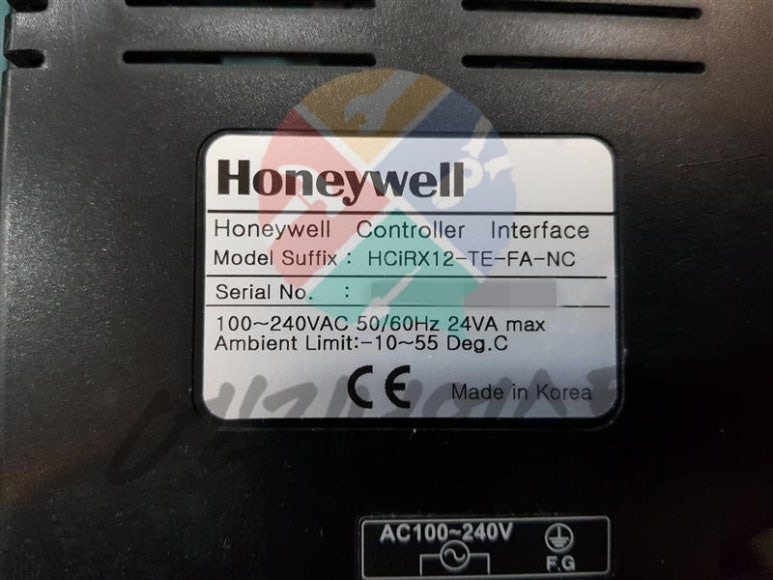 Honeywell
Honeywell Controller Interface
Model Suffix : HCiRX12-TE-FA-NC
Serial No. :
100~240VAC 50/60Hz 24VA max
Ambient Limit:-10~55 Deg.C
CE Made in Korea
AC100~240V
F.G